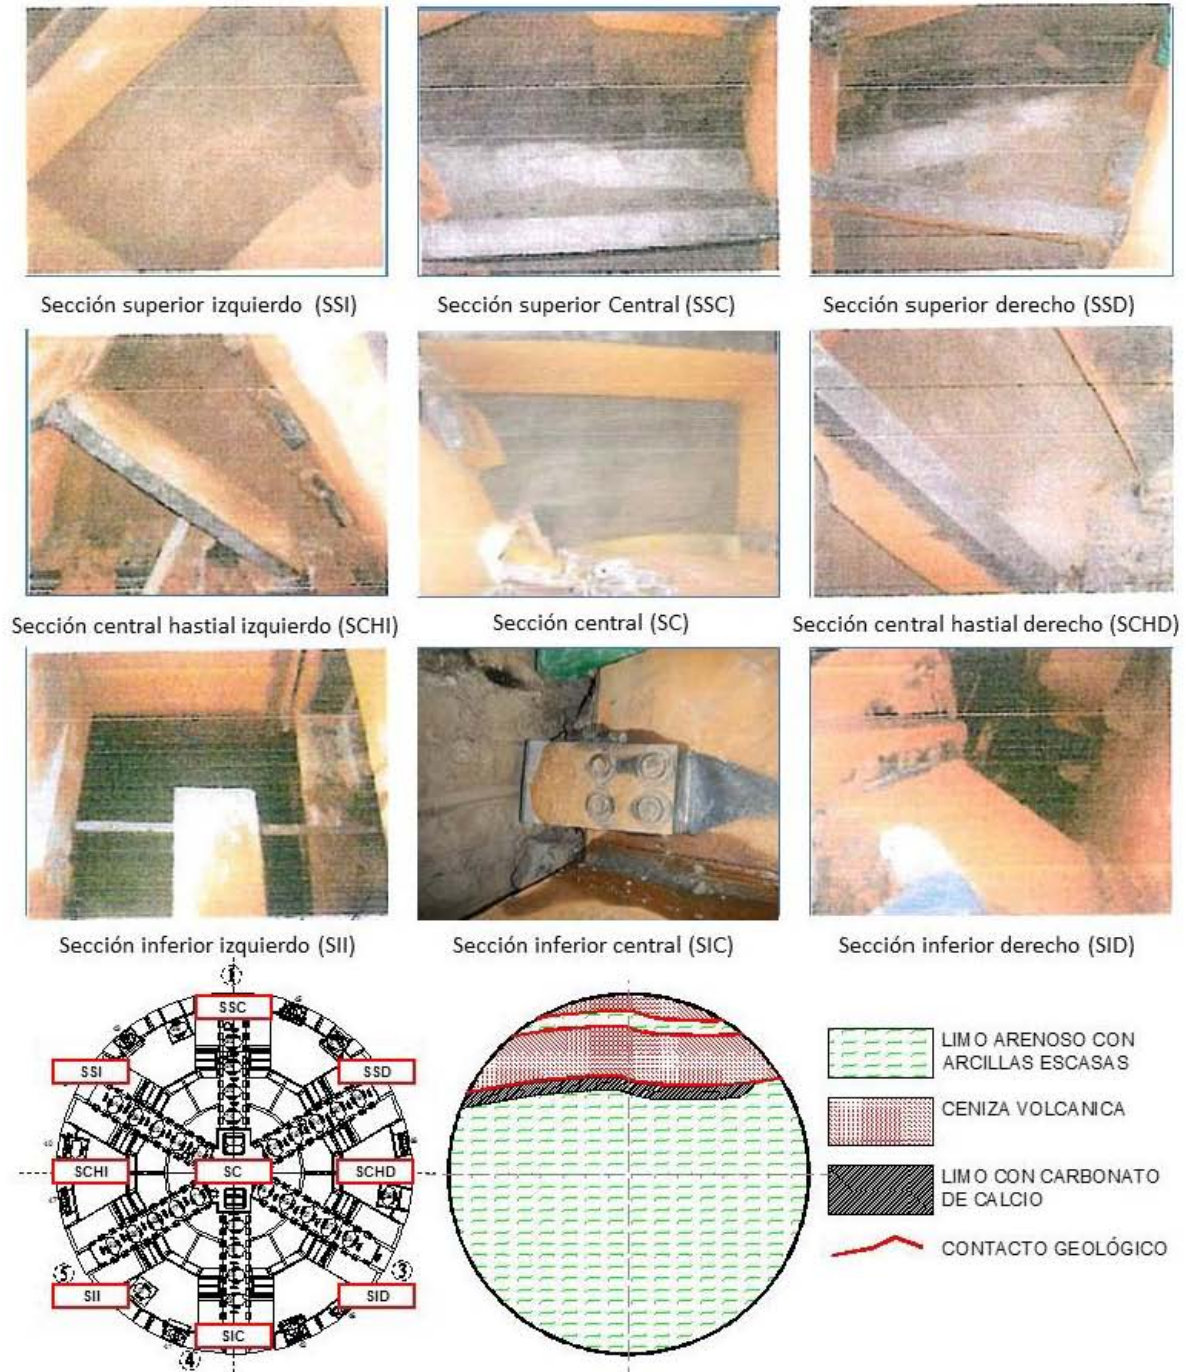 Sección superior izquierdo (SSI)
Sección superior Central (SSC)
Sección superior derecho (SSD)
Sección central hastial izquierdo (SCHI)
Sección central (SC)
Sección central hastial derecho (SCHD)
Sección inferior izquierdo (SII)
Sección inferior central (SIC)
Sección inferior derecho (SID)
1
SSC
SSI
SSD
SCHI
SC
SCHD
5
3
SII
SID
SIC
4
LIMO ARENOSO CON
ARCILLAS ESCASAS
CENIZA VOLCANICA
LIMO CON CARBONATO
DE CALCIO
CONTACTO GEOLÓGICO